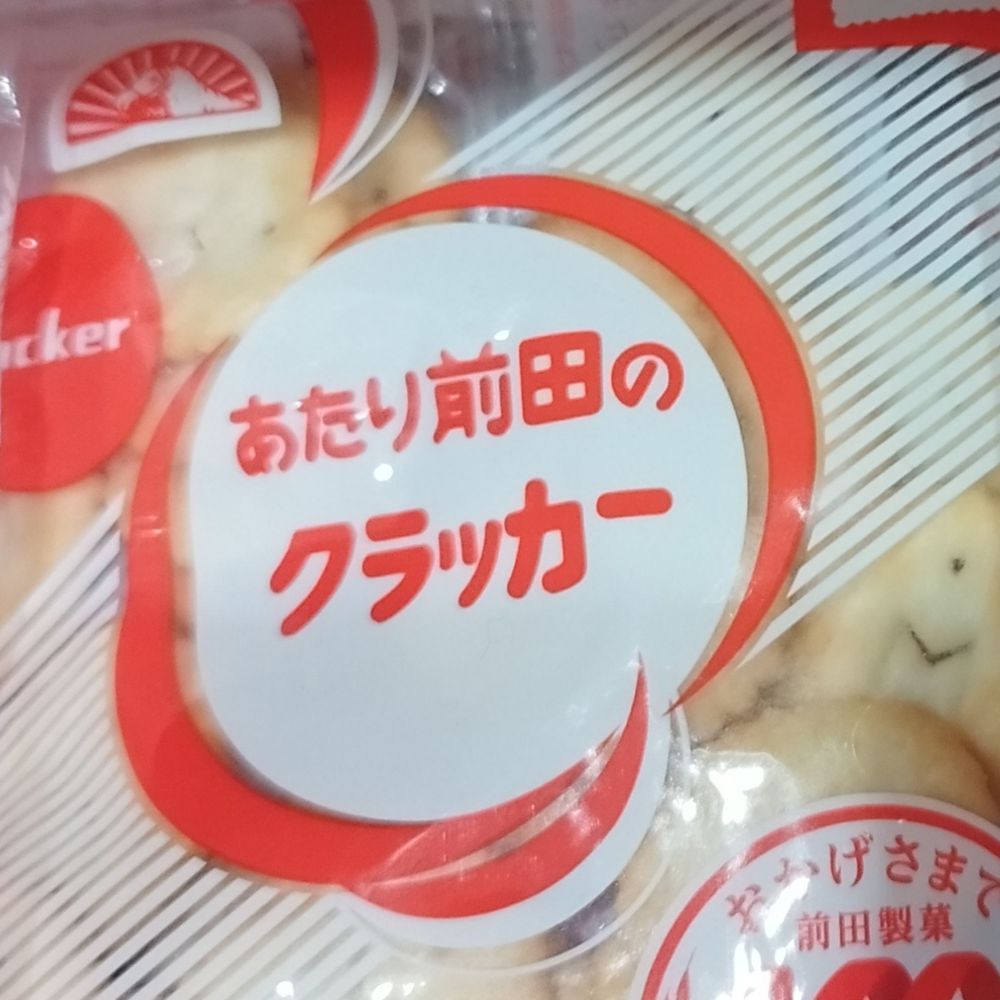 あたり前田の
クラッカー
おかげさまで
前田製菓